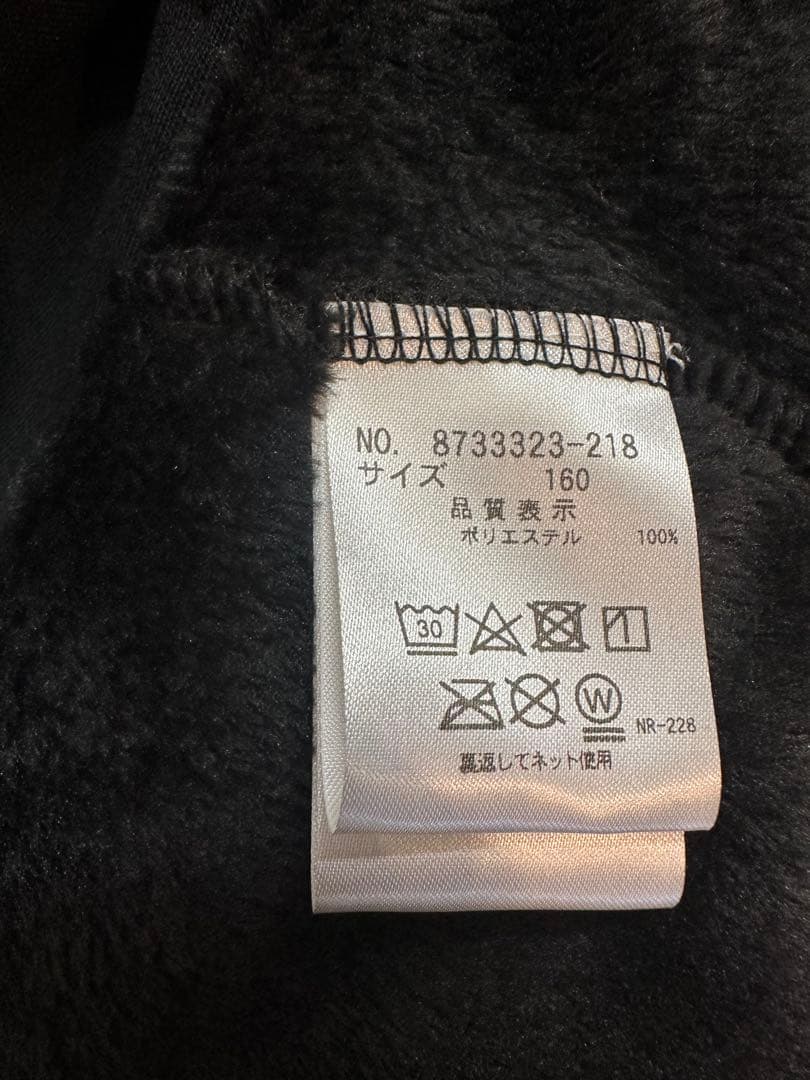 NO. 8733323-218
サイズ 160
品質表示
ポリエステル 100%
30
W NR-228
裏返してネット使用